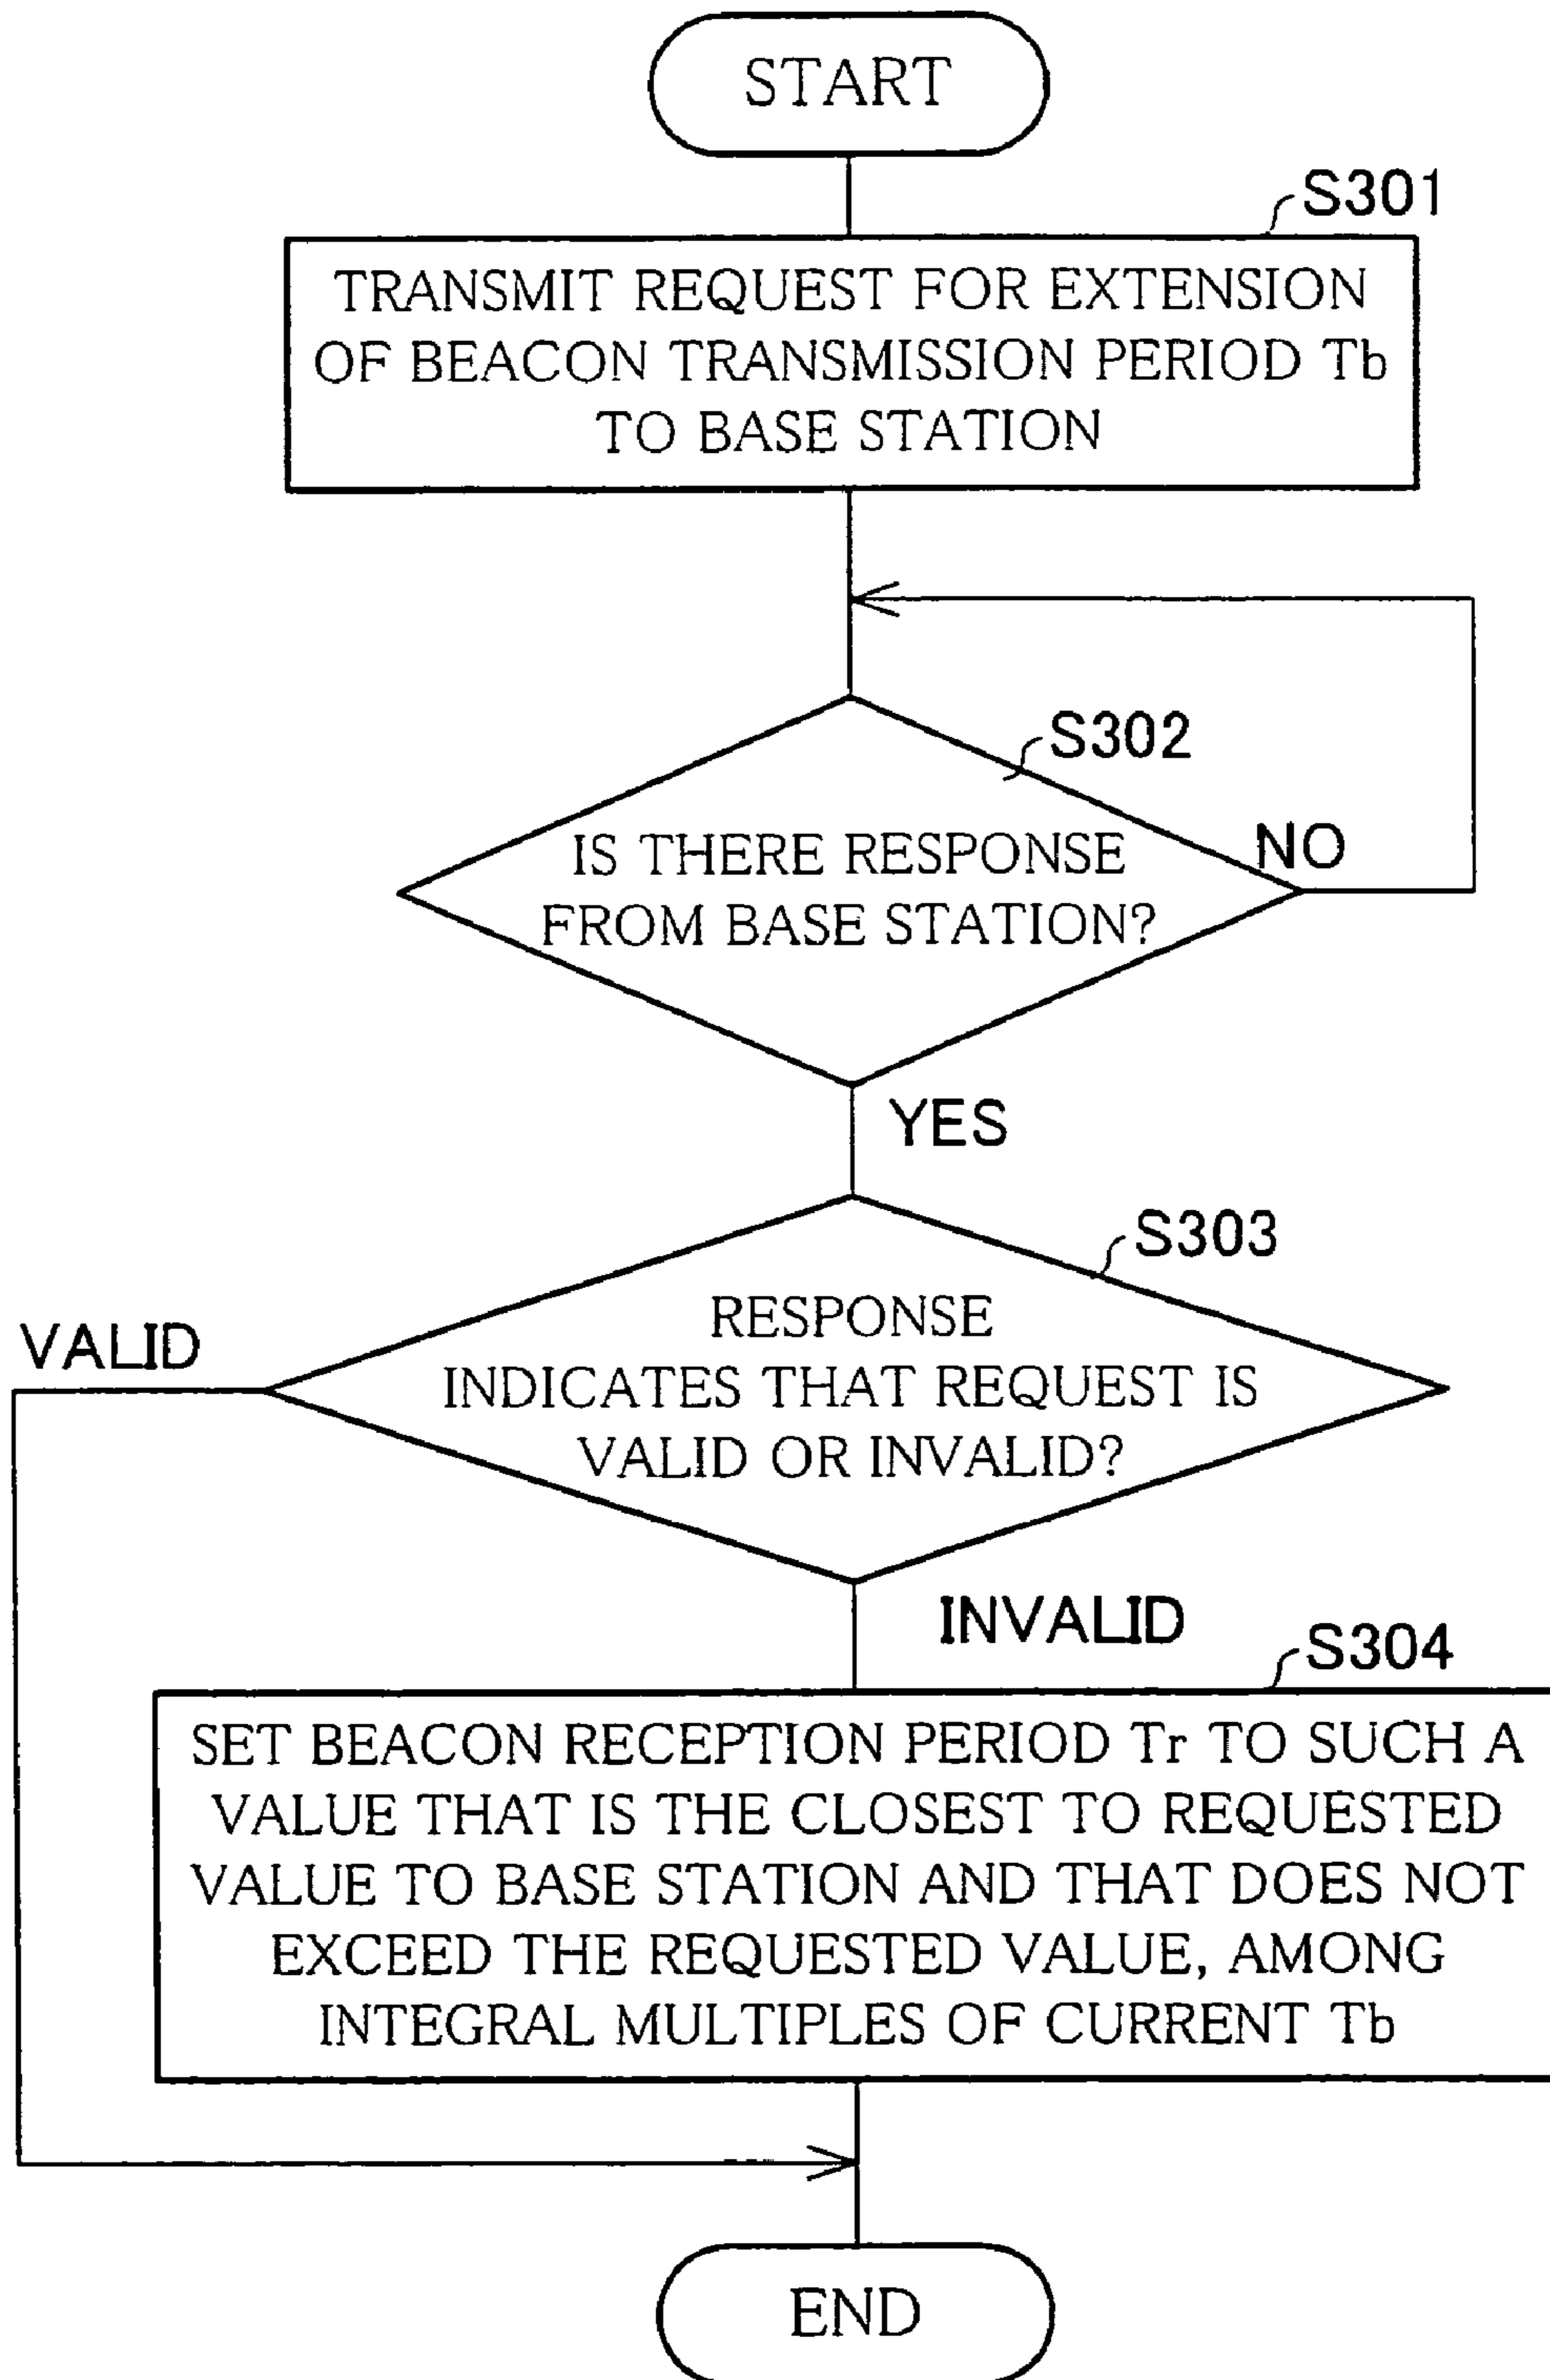 START
S301
TRANSMIT REQUEST FOR EXTENSION
OF BEACON TRANSMISSION PERIOD Tb
TO BASE STATION
S302
IS THERE RESPONSE
FROM BASE STATION?
NO
YES
S303
RESPONSE
INDICATES THAT REQUEST IS
VALID OR INVALID?
VALID
INVALID
S304
SET BEACON RECEPTION PERIOD Tr TO SUCH A
VALUE THAT IS THE CLOSEST TO REQUESTED
VALUE TO BASE STATION AND THAT DOES NOT
EXCEED THE REQUESTED VALUE, AMONG
INTEGRAL MULTIPLES OF CURRENT Tb
END